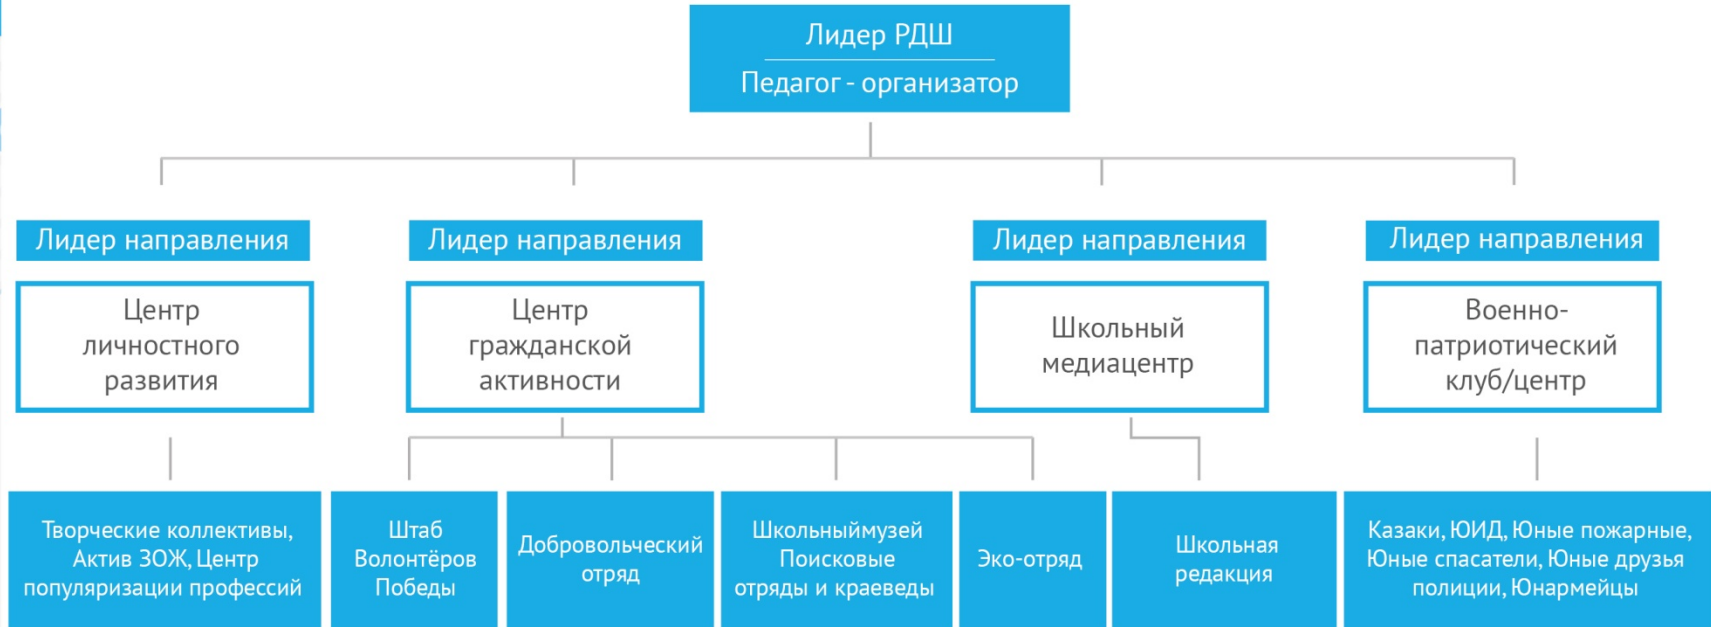 Лидер РДШ
Педагог - организатор
Лидер направления
Лидер направления
Лидер направления
Лидер направления
Центр
личностного
развития
Центр
гражданской
активности
Школьный
медиацентр
Военно-
патриотический
клуб/центр
Творческие коллективы,
Актив ЗОЖ, Центр
популяризации профессий
Штаб
Волонтёров
Победы
Добровольческий
отряд
Школьныймузей
Поисковые
отряды и краеведы
Эко-отряд
Школьная
редакция
Казаки, ЮИД, Юные пожарные,
Юные спасатели, Юные друзья
полиции, Юнармейцы